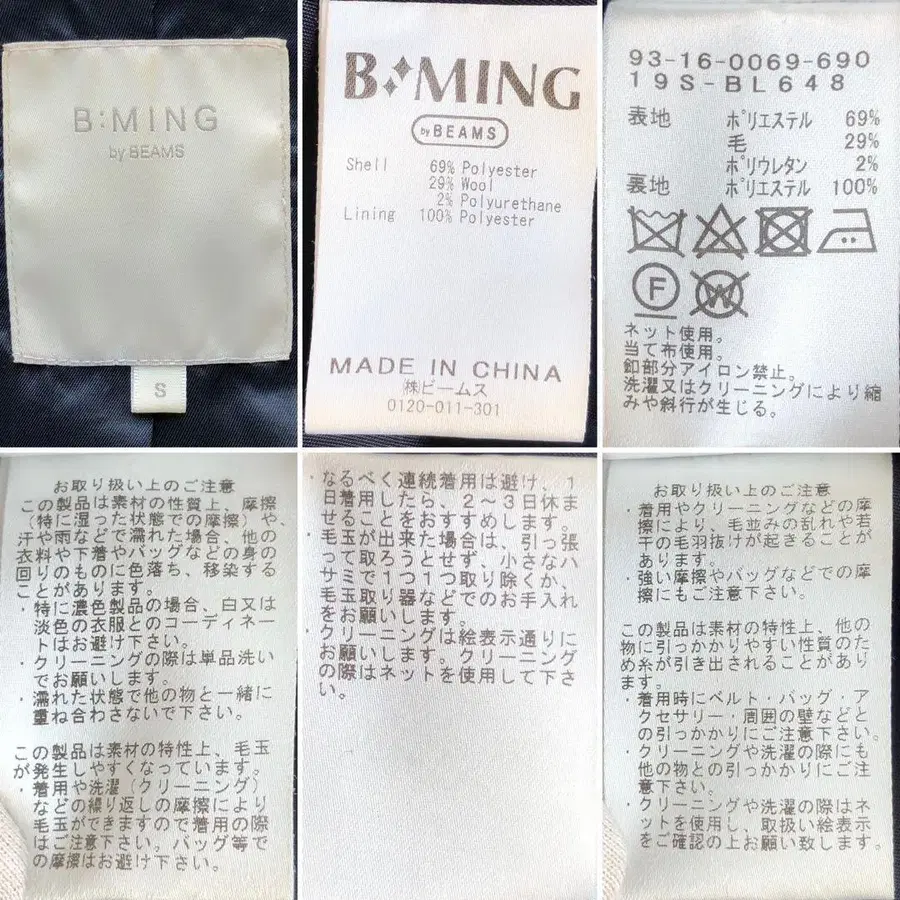 B:MING
by BEAMS
S
B:MING
by BEAMS
Shell 69% Polyester
29% Wool
2% Polyurethane
Lining 100% Polyester
MADE IN CHINA
㈱ビームス
0120-011-301
93-16-0069-690
19S-BL648
表地 ポリエステル 69%
毛 29%
ポリウレタン 2%
裏地 ポリエステル 100%
F W
ネット使用。
当て布使用。
釦部分アイロン禁止。
洗濯又はクリーニングにより縮
みや斜行が生じる。
お取り扱い上のご注意
この製品は素材の性質上、摩擦
(特に湿った状態での摩擦)や、
汗や雨などで濡れた場合、他の
衣料や下着やバッグなどの身の
回りのものに色落ち、移染する
ことがあります。
・特に濃色製品の場合、白又は
淡色の衣服とのコーディネー
トはお避け下さい。
・クリーニングの際は単品洗い
でお願いします。
・濡れた状態で他の物と一緒に
重ね合わさないで下さい。
この製品は素材の特性上、毛玉
が発生しやすくなっています。
・着用や洗濯(クリーニング)
などの繰り返しの摩擦により
毛玉ができますので着用の際
はご注意下さい。バッグ等で
の摩擦はお避け下さい。
・なるべく連続着用は避け、1
日着用したら、2〜3日休ま
せることをおすすめします。
・毛玉が出来た場合は、引っ張
って取ろうとせず、小さなハ
サミで1つ1つ取り除くか、
毛玉取り器などでのお手入れ
をお願いします。
・クリーニングは絵表示通りに
お願いします。クリーニング
の際はネットを使用して下さ
い。
お取り扱い上のご注意
・着用やクリーニングなどの摩
擦により、毛並みの乱れや若
干の毛羽抜けが起きることが
あります。
・強い摩擦やバッグなどでの摩
擦にもご注意下さい。
この製品は素材の特性上、他の
物に引っかかりやすい性質のた
め糸が引き出されることがあり
ます。
・着用時にベルト・バッグ・ア
クセサリー・周囲の壁などと
の引っかかりにご注意下さい。
・クリーニングや洗濯の際にも
他の物との引っかかりにご注
意下さい。
・クリーニングや洗濯の際はネ
ットを使用し、取扱い絵表示
をご確認の上お願い致します。